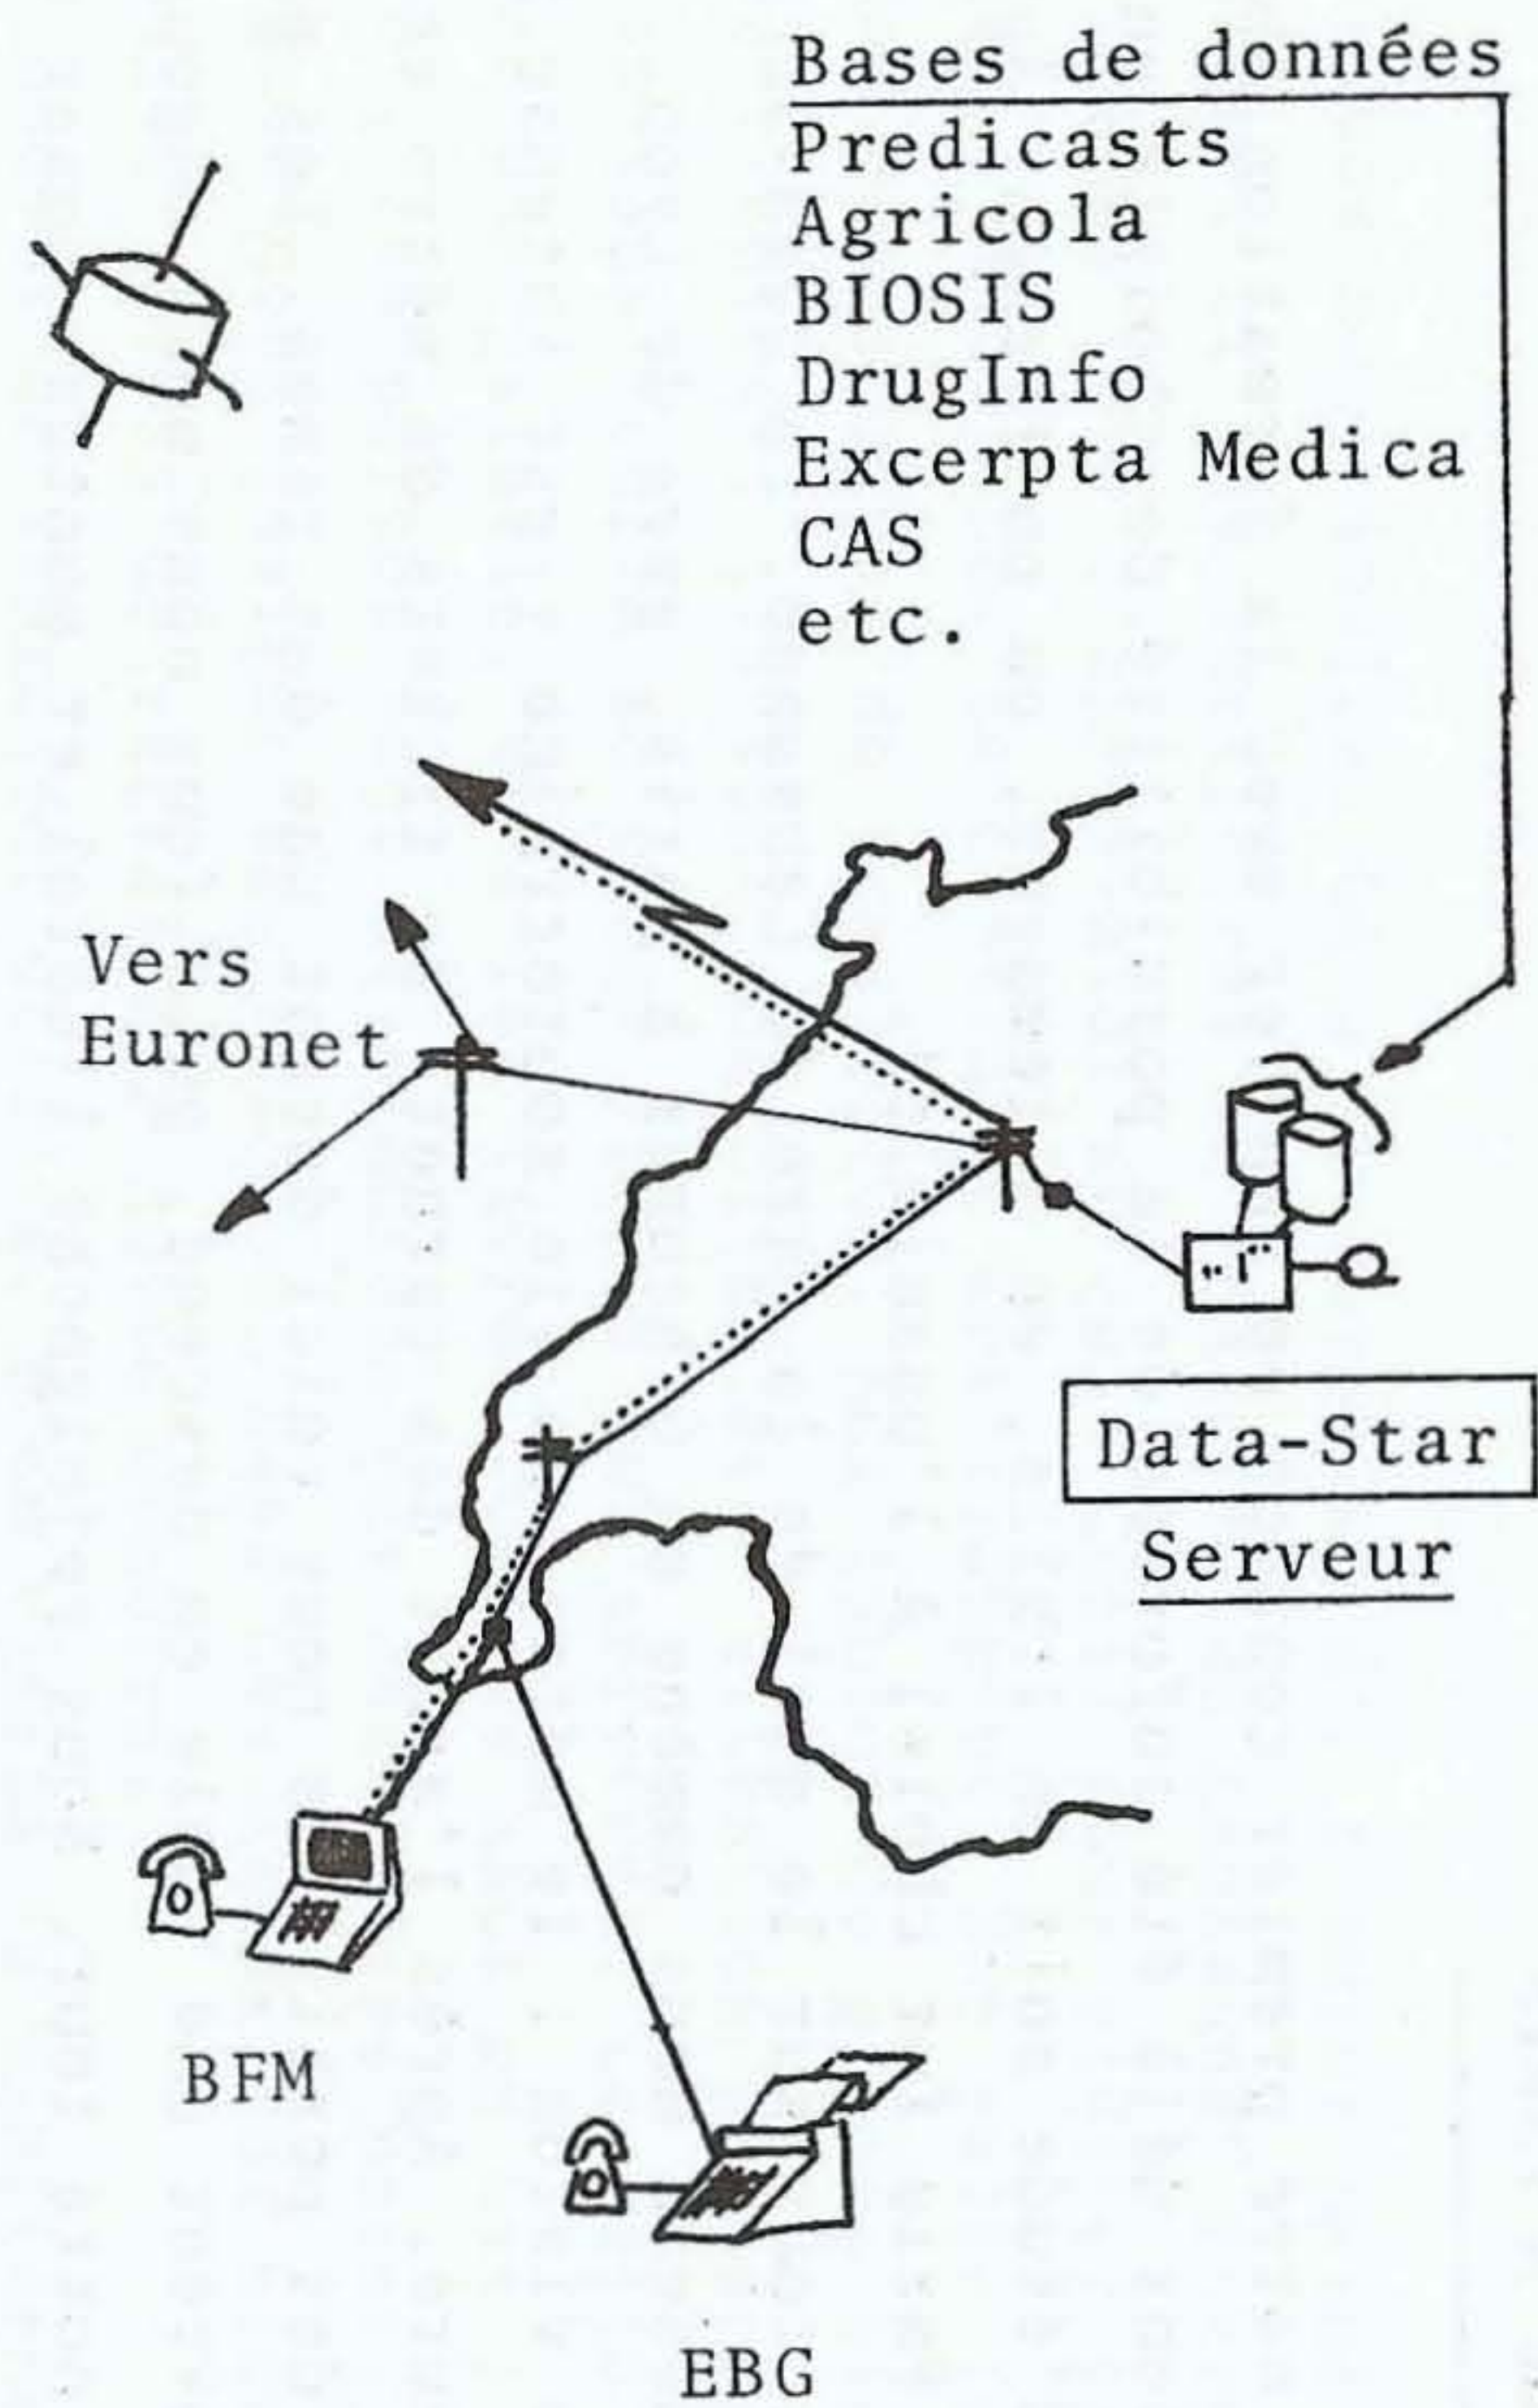 Bases de données
Predicasts
Agricola
BIOSIS
DrugInfo
Excerpta Medica
CAS
etc.
Vers
Euronet
Data-Star
Serveur
BFM
EBG